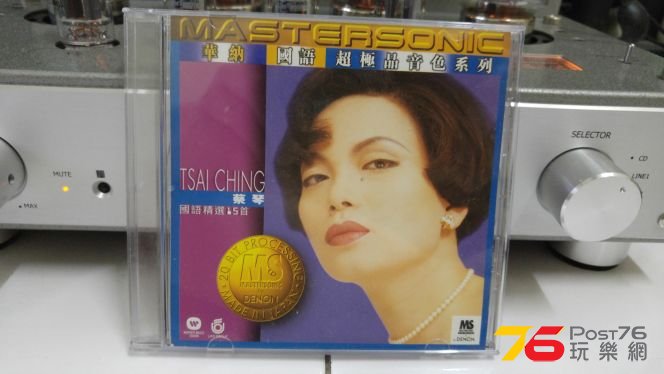 MASTERSONIC
華納 國語 超極品音色系列
TSAI CHING
蔡琴
國語精選15首
20 BIT PROCESSING
MS
MASTERSONIC
DENON
MADE IN JAPAN
MS
DENON
MUTE
MAX
SELECTOR
CD
LINE1
76 Post76
玩樂網